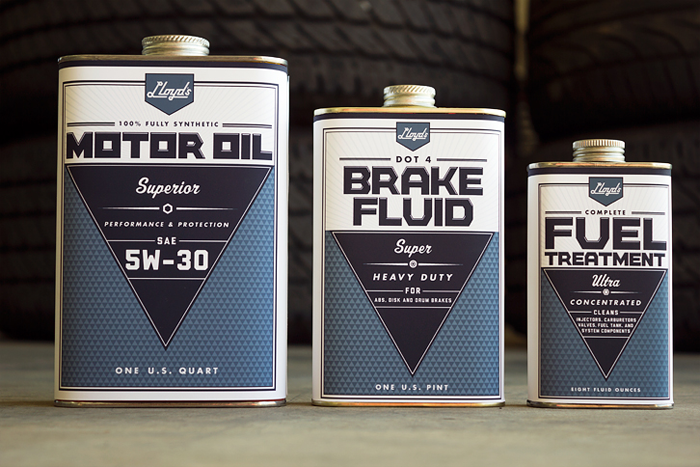 Lloyds
100% FULLY SYNTHETIC
MOTOR OIL
Superior
PERFORMANCE & PROTECTION
SAE
5W-30
ONE U.S. QUART
Lloyds
DOT 4
BRAKE
FLUID
Super
HEAVY DUTY
FOR
ABS, DISK AND DRUM BRAKES
ONE U.S. PINT
Lloyds
COMPLETE
FUEL
TREATMENT
Ultra
CONCENTRATED
CLEANS
INJECTORS, CARBURETERS
VALVES, FUEL TANK, AND
SYSTEM COMPONENTS
EIGHT FLUID OUNCES